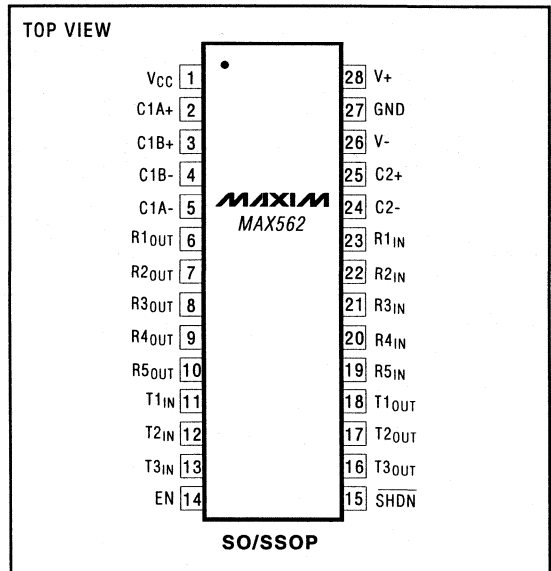 TOP VIEW
VCC 1 28 V+
C1A+ 2 27 GND
C1B+ 3 26 V-
C1B- 4 25 C2+
C1A- 5 24 C2-
MAXIM
MAX562
R1OUT 6 23 R1IN
R2OUT 7 22 R2IN
R3OUT 8 21 R3IN
R4OUT 9 20 R4IN
R5OUT 10 19 R5IN
T1IN 11 18 T1OUT
T2IN 12 17 T2OUT
T3IN 13 16 T3OUT
EN 14 15 SHDN
SO/SSOP